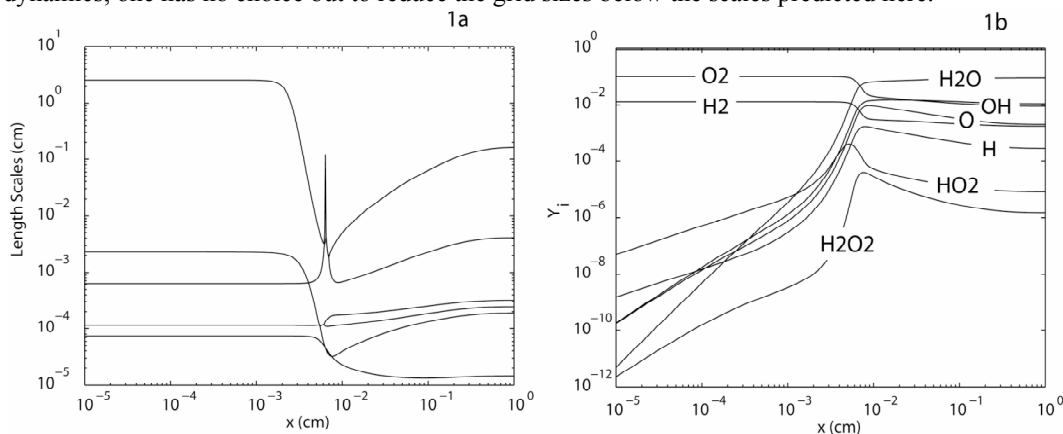 dynamics, one has no choice but to reduce the grid sizes below the scales predicted here.
1a
10^1
10^0
10^-1
10^-2
10^-3
10^-4
10^-5
Length Scales (cm)
10^-5 10^-4 10^-3 10^-2 10^-1 10^0
x (cm)
1b
10^0
10^-2
10^-4
10^-6
10^-8
10^-10
10^-12
Y_i
O2
H2
H2O
OH
O
H
HO2
H2O2
10^-5 10^-4 10^-3 10^-2 10^-1 10^0
x (cm)